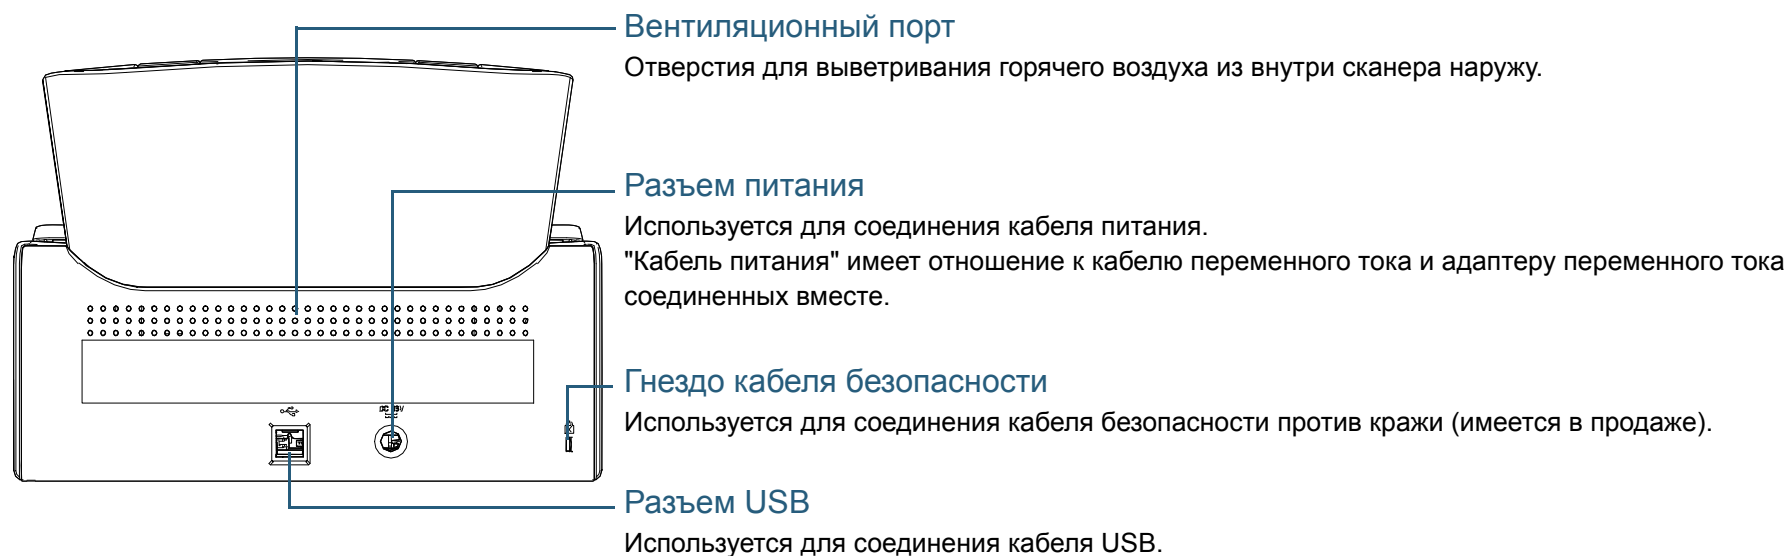 Вентиляционный порт
Отверстия для выветривания горячего воздуха из внутри сканера наружу.
Разъем питания
Используется для соединения кабеля питания.
"Кабель питания" имеет отношение к кабелю переменного тока и адаптеру переменного тока
соединенных вместе.
Гнездо кабеля безопасности
Используется для соединения кабеля безопасности против кражи (имеется в продаже).
Разъем USB
Используется для соединения кабеля USB.